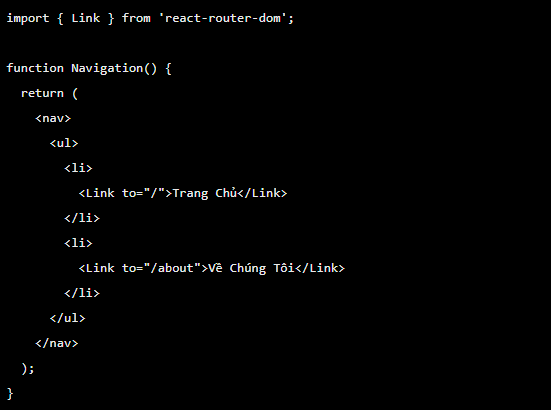 import { Link } from 'react-router-dom';

function Navigation() {
  return (
    <nav>
      <ul>
        <li>
          <Link to="/">Trang Chủ</Link>
        </li>
        <li>
          <Link to="/about">Về Chúng Tôi</Link>
        </li>
      </ul>
    </nav>
  );
}